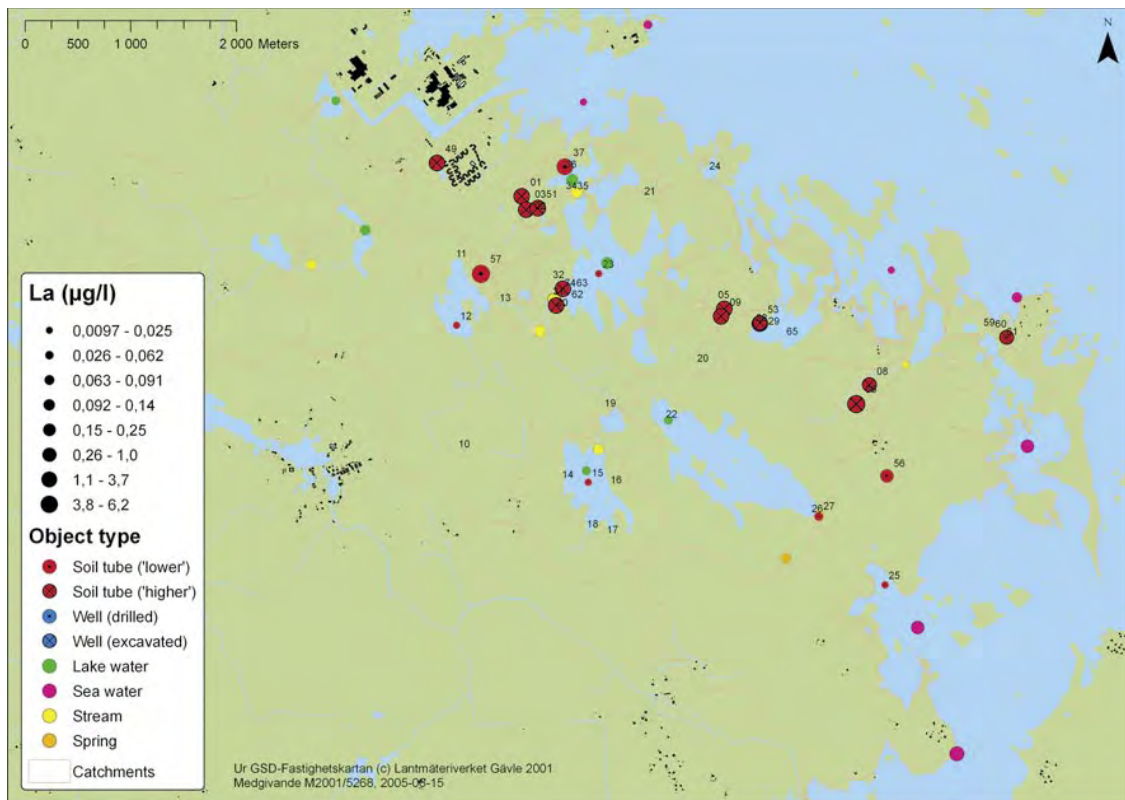 N
0 500 1 000 2 000 Meters
49
37
01
0351
3435
24
21
11
57
23
32
6463
62
13
12
05
09
53
29
65
5960
61
20
08
19
22
10
14
15
16
56
18
17
26
27
25
La (µg/l)
0,0097 - 0,025
0,026 - 0,062
0,063 - 0,091
0,092 - 0,14
0,15 - 0,25
0,26 - 1,0
1,1 - 3,7
3,8 - 6,2
Object type
Soil tube ('lower')
Soil tube ('higher')
Well (drilled)
Well (excavated)
Lake water
Sea water
Stream
Spring
Catchments
Ur GSD-Fastighetskartan (c) Lantmäteriverket Gävle 2001
Medgivande M2001/5268, 2005-03-15